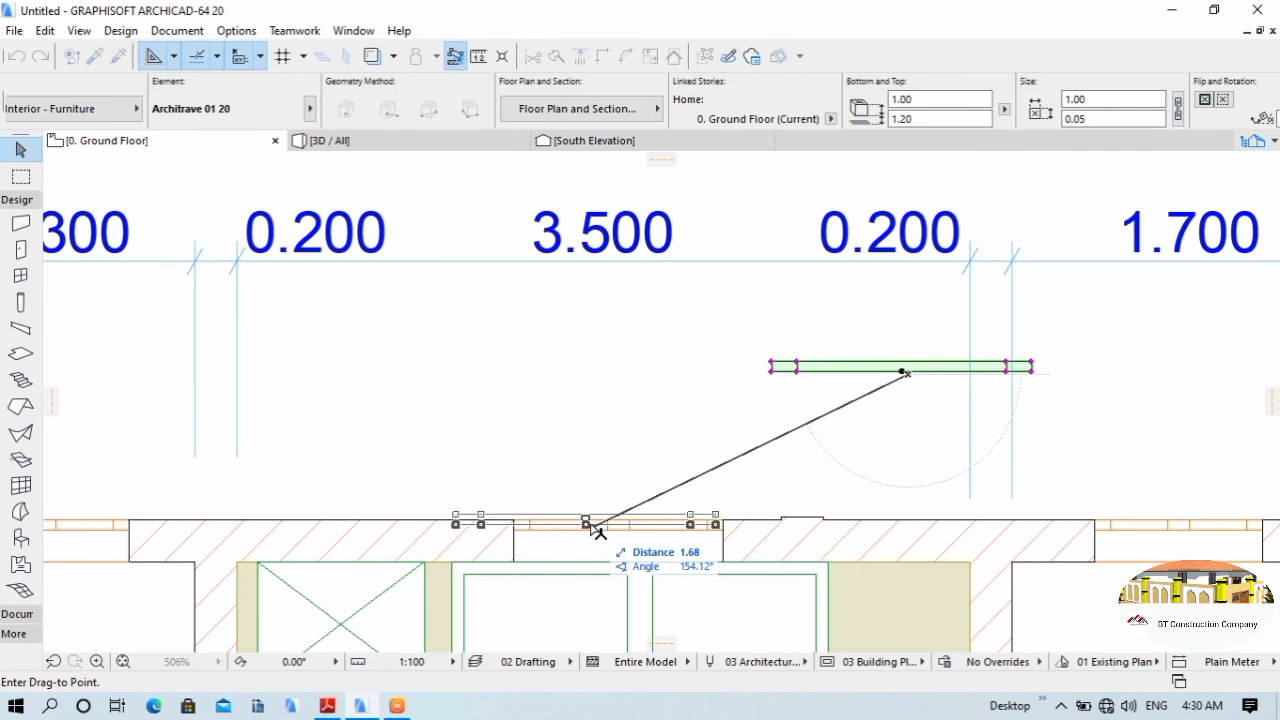 Untitled - GRAPHISOFT ARCHICAD-64 20
File Edit View Design Document Options Teamwork Window Help
Element: Geometry Method: Floor Plan and Section: Linked Stories: Bottom and Top: Size: Flip and Rotation:
Interior - Furniture Architrave 01 20 Floor Plan and Section... Home: 1.00 1.00
0. Ground Floor (Current) 1.20 0.05
[0. Ground Floor] [3D / All] [South Elevation]
Design
300 0.200 3.500 0.200 1.700
Distance 1.68
Angle 154.12°
BT Construction Company
Docum
More
506% 0.00° 1:100 02 Drafting Entire Model 03 Architectur... 03 Building Pl... No Overrides 01 Existing Plan Plain Meter
Enter Drag-to Point.
Desktop ENG 4:30 AM